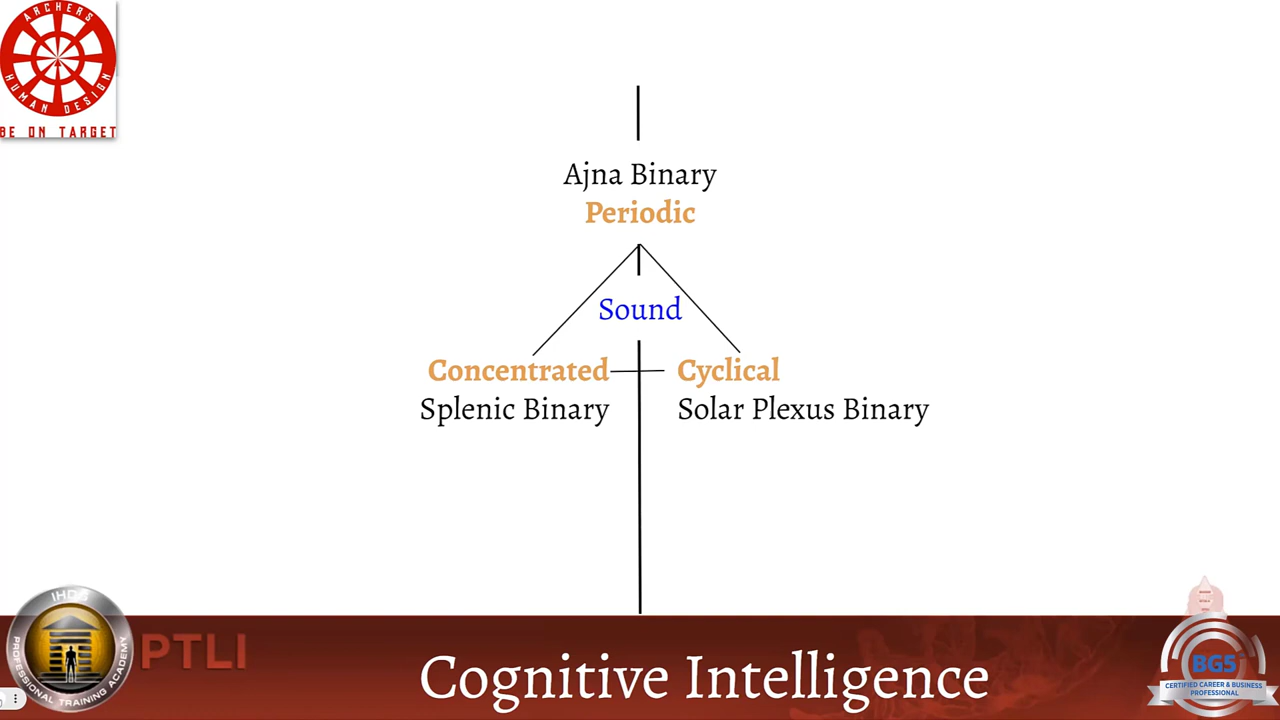 ARCHERS
HUMAN DESIGN
BE ON TARGET
Ajna Binary
Periodic
Sound
Concentrated
Cyclical
Splenic Binary
Solar Plexus Binary
IHDS
PROFESSIONAL TRAINING ACADEMY
PTLI
Cognitive Intelligence
BG5
CERTIFIED CAREER & BUSINESS
PROFESSIONAL